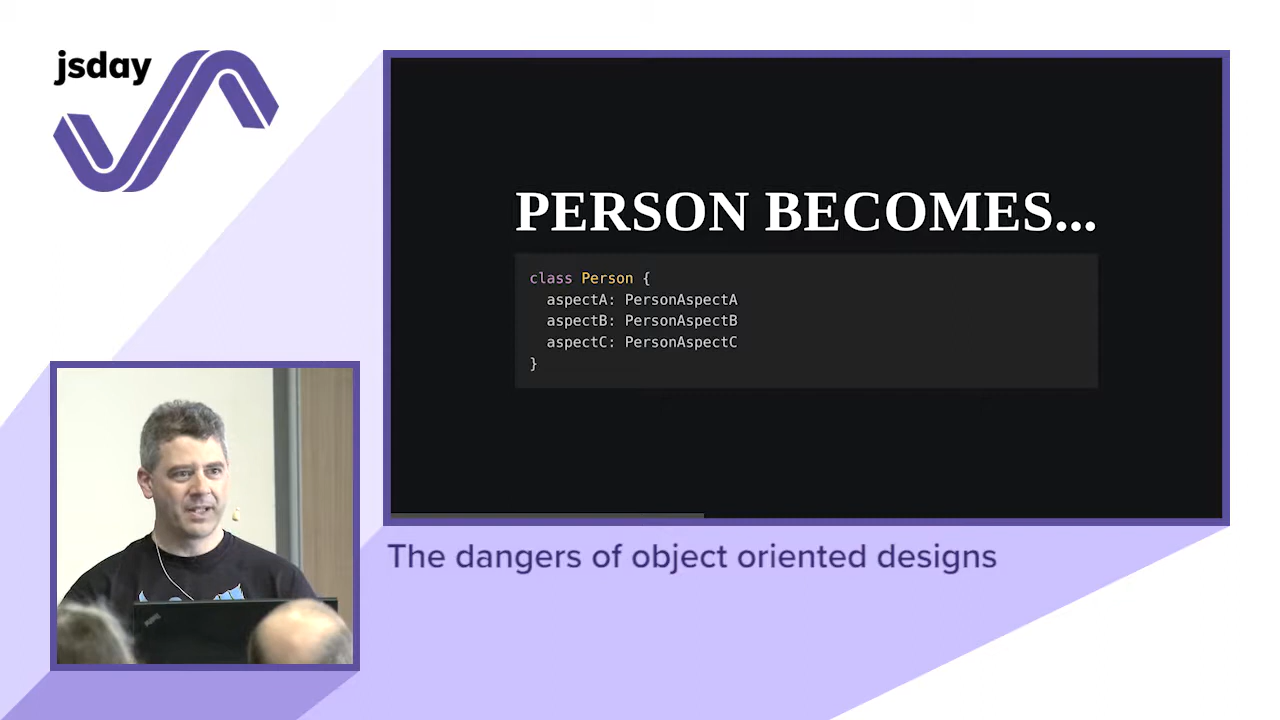 jsday
PERSON BECOMES...
class Person {
  aspectA: PersonAspectA
  aspectB: PersonAspectB
  aspectC: PersonAspectC
}
The dangers of object oriented designs